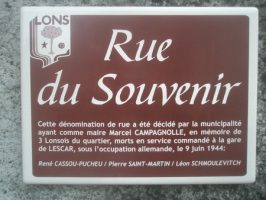 LONS
Rue
du Souvenir
Cette dénomination de rue a été décidé par la municipalité
ayant comme maire Marcel CAMPAGNOLLE, en mémoire de
3 Lonsois du quartier, morts en service commandé à la gare
de LESCAR, sous l'occupation allemande, le 9 juin 1944:
René CASSOU-PUCHEU / Pierre SAINT-MARTIN / Léon SCHMOULEVITCH